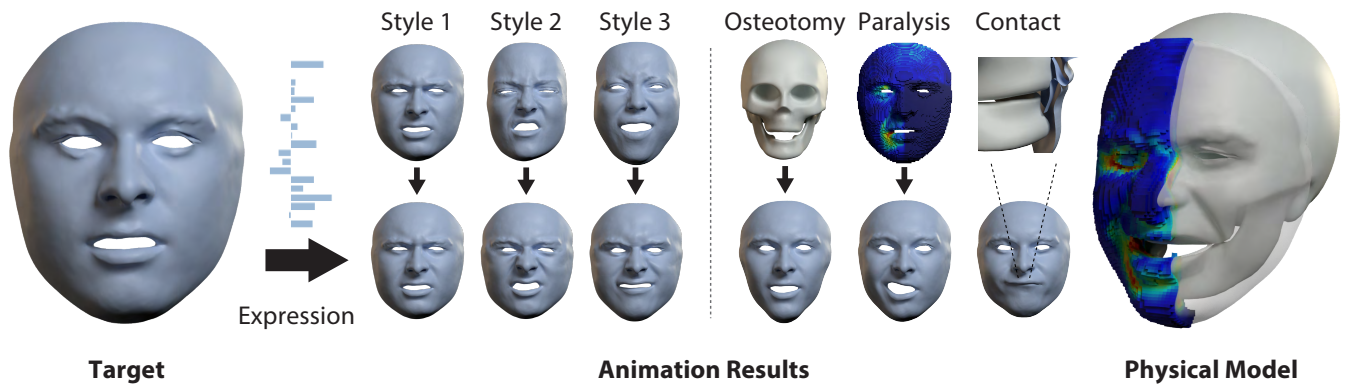 Style 1 Style 2 Style 3 Osteotomy Paralysis Contact
Expression
Target Animation Results Physical Model